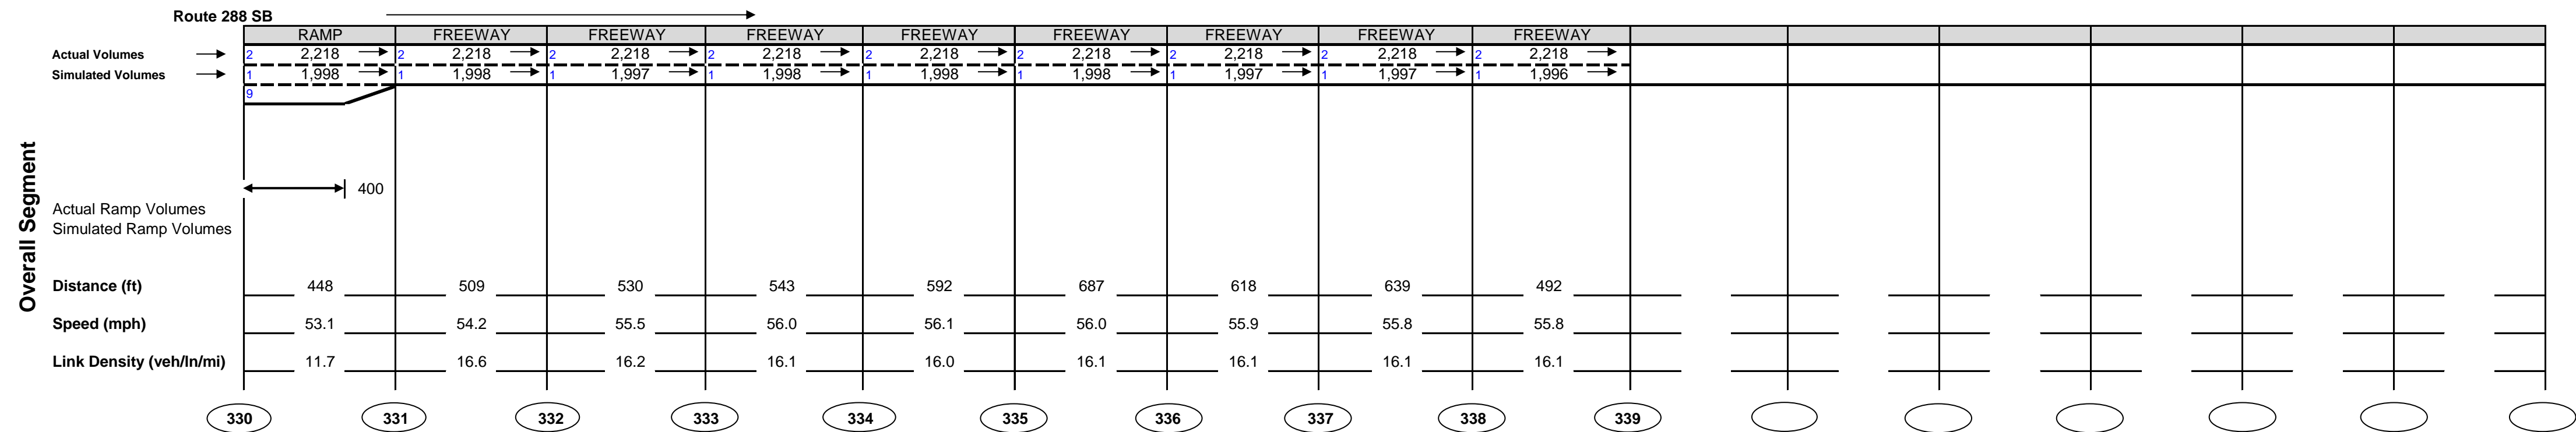 Route 288 SB
RAMP FREEWAY FREEWAY FREEWAY FREEWAY FREEWAY FREEWAY FREEWAY FREEWAY
Actual Volumes 2 2,218 2 2,218 2 2,218 2 2,218 2 2,218 2 2,218 2 2,218 2 2,218 2 2,218
Simulated Volumes 1 1,998 1 1,998 1 1,997 1 1,998 1 1,998 1 1,998 1 1,997 1 1,997 1 1,996
9
Overall Segment
400
Actual Ramp Volumes
Simulated Ramp Volumes
Distance (ft) 448 509 530 543 592 687 618 639 492
Speed (mph) 53.1 54.2 55.5 56.0 56.1 56.0 55.9 55.8 55.8
Link Density (veh/ln/mi) 11.7 16.6 16.2 16.1 16.0 16.1 16.1 16.1 16.1
330 331 332 333 334 335 336 337 338 339